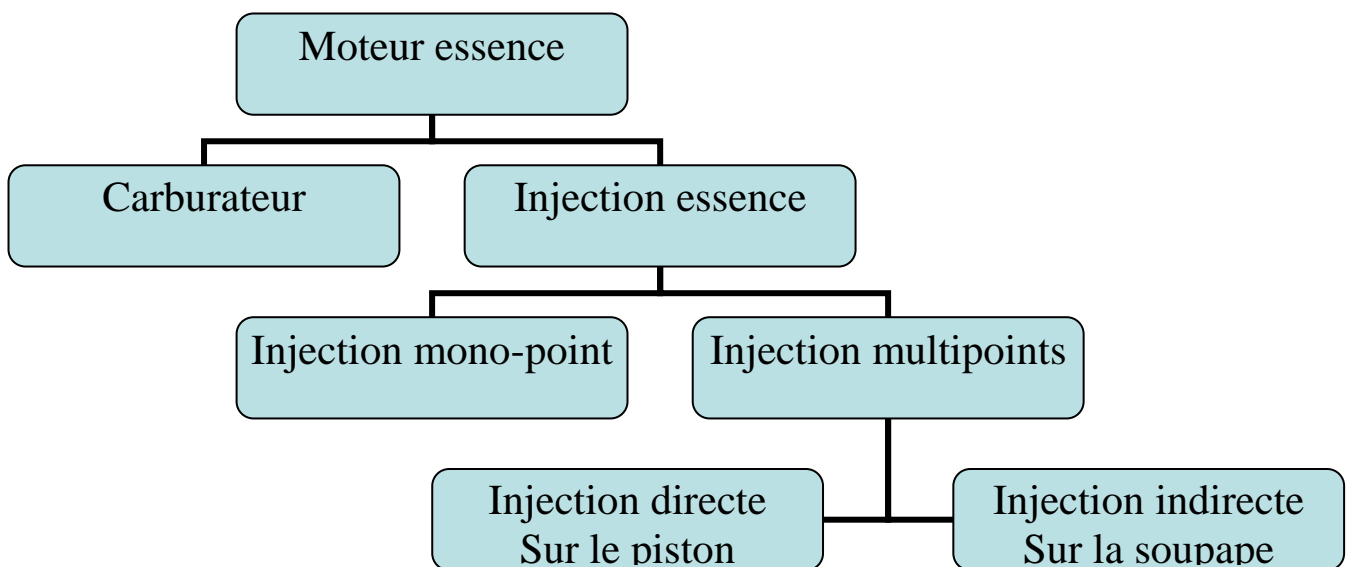 Moteur essence
Carburateur
Injection essence
Injection mono-point
Injection multipoints
Injection directe
Sur le piston
Injection indirecte
Sur la soupape